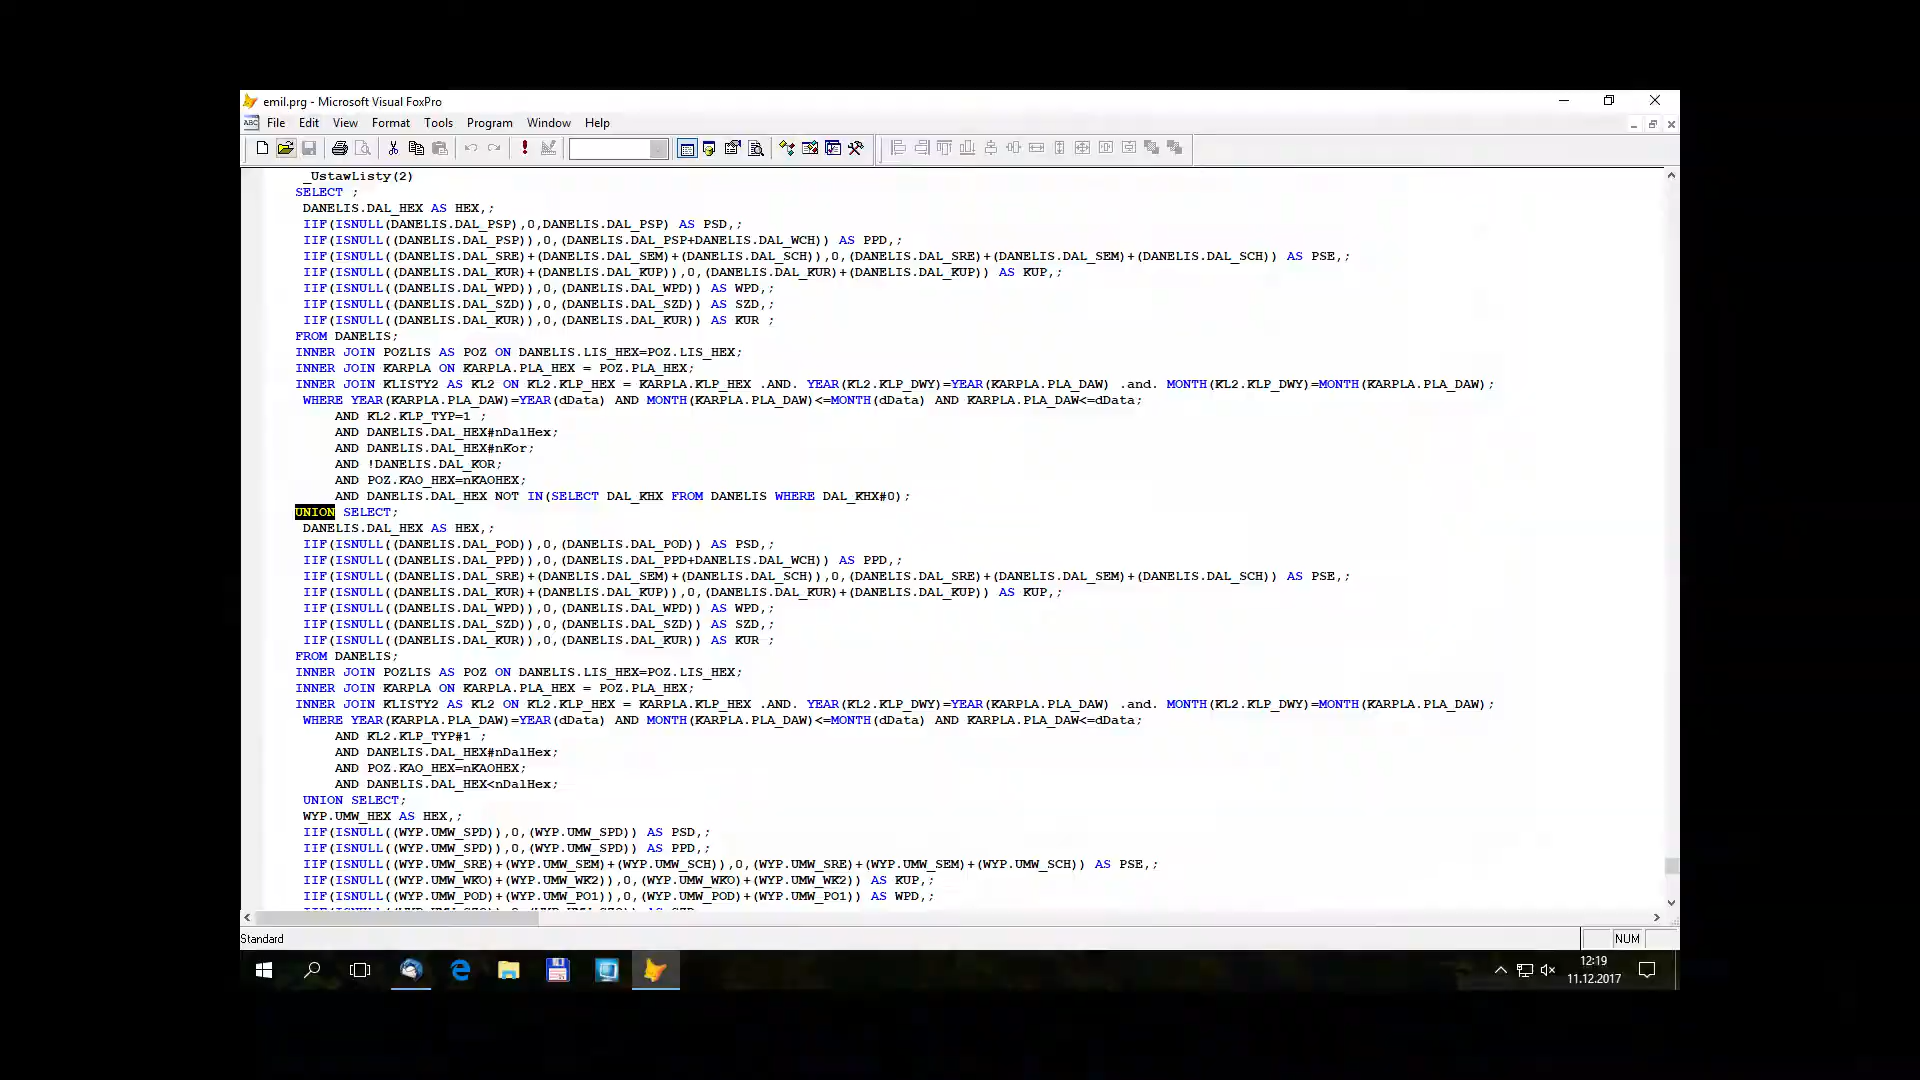 emil.prg - Microsoft Visual FoxPro
File Edit View Format Tools Program Window Help
_UstawListy(2)
SELECT ;
DANELIS.DAL_HEX AS HEX,;
IIF(ISNULL(DANELIS.DAL_PSP),0,DANELIS.DAL_PSP) AS PSD,;
IIF(ISNULL((DANELIS.DAL_PSP)),0,(DANELIS.DAL_PSP+DANELIS.DAL_WCH)) AS PPD,;
IIF(ISNULL((DANELIS.DAL_SRE)+(DANELIS.DAL_SEM)+(DANELIS.DAL_SCH)),0,(DANELIS.DAL_SRE)+(DANELIS.DAL_SEM)+(DANELIS.DAL_SCH)) AS PSE,;
IIF(ISNULL((DANELIS.DAL_KUR)+(DANELIS.DAL_KUP)),0,(DANELIS.DAL_KUR)+(DANELIS.DAL_KUP)) AS KUP,;
IIF(ISNULL((DANELIS.DAL_WPD)),0,(DANELIS.DAL_WPD)) AS WPD,;
IIF(ISNULL((DANELIS.DAL_SZD)),0,(DANELIS.DAL_SZD)) AS SZD,;
IIF(ISNULL((DANELIS.DAL_KUR)),0,(DANELIS.DAL_KUR)) AS KUR ;
FROM DANELIS;
INNER JOIN POZLIS AS POZ ON DANELIS.LIS_HEX=POZ.LIS_HEX;
INNER JOIN KARPLA ON KARPLA.PLA_HEX = POZ.PLA_HEX;
INNER JOIN KLISTY2 AS KL2 ON KL2.KLP_HEX = KARPLA.KLP_HEX .AND. YEAR(KL2.KLP_DWY)=YEAR(KARPLA.PLA_DAW) .and. MONTH(KL2.KLP_DWY)=MONTH(KARPLA.PLA_DAW);
WHERE YEAR(KARPLA.PLA_DAW)=YEAR(dData) AND MONTH(KARPLA.PLA_DAW)<=MONTH(dData) AND KARPLA.PLA_DAW<=dData;
AND KL2.KLP_TYP=1 ;
AND DANELIS.DAL_HEX#nDalHex;
AND DANELIS.DAL_HEX#nKor;
AND !DANELIS.DAL_KOR;
AND POZ.KAO_HEX=nKAOHEX;
AND DANELIS.DAL_HEX NOT IN(SELECT DAL_KHX FROM DANELIS WHERE DAL_KHX#0);
UNION SELECT;
DANELIS.DAL_HEX AS HEX,;
IIF(ISNULL((DANELIS.DAL_POD)),0,(DANELIS.DAL_POD)) AS PSD,;
IIF(ISNULL((DANELIS.DAL_PPD)),0,(DANELIS.DAL_PPD+DANELIS.DAL_WCH)) AS PPD,;
IIF(ISNULL((DANELIS.DAL_SRE)+(DANELIS.DAL_SEM)+(DANELIS.DAL_SCH)),0,(DANELIS.DAL_SRE)+(DANELIS.DAL_SEM)+(DANELIS.DAL_SCH)) AS PSE,;
IIF(ISNULL((DANELIS.DAL_KUR)+(DANELIS.DAL_KUP)),0,(DANELIS.DAL_KUR)+(DANELIS.DAL_KUP)) AS KUP,;
IIF(ISNULL((DANELIS.DAL_WPD)),0,(DANELIS.DAL_WPD)) AS WPD,;
IIF(ISNULL((DANELIS.DAL_SZD)),0,(DANELIS.DAL_SZD)) AS SZD,;
IIF(ISNULL((DANELIS.DAL_KUR)),0,(DANELIS.DAL_KUR)) AS KUR ;
FROM DANELIS;
INNER JOIN POZLIS AS POZ ON DANELIS.LIS_HEX=POZ.LIS_HEX;
INNER JOIN KARPLA ON KARPLA.PLA_HEX = POZ.PLA_HEX;
INNER JOIN KLISTY2 AS KL2 ON KL2.KLP_HEX = KARPLA.KLP_HEX .AND. YEAR(KL2.KLP_DWY)=YEAR(KARPLA.PLA_DAW) .and. MONTH(KL2.KLP_DWY)=MONTH(KARPLA.PLA_DAW);
WHERE YEAR(KARPLA.PLA_DAW)=YEAR(dData) AND MONTH(KARPLA.PLA_DAW)<=MONTH(dData) AND KARPLA.PLA_DAW<=dData;
AND KL2.KLP_TYP#1 ;
AND DANELIS.DAL_HEX#nDalHex;
AND POZ.KAO_HEX=nKAOHEX;
AND DANELIS.DAL_HEX<nDalHex;
UNION SELECT;
WYP.UMW_HEX AS HEX,;
IIF(ISNULL((WYP.UMW_SPD)),0,(WYP.UMW_SPD)) AS PSD,;
IIF(ISNULL((WYP.UMW_SPD)),0,(WYP.UMW_SPD)) AS PPD,;
IIF(ISNULL((WYP.UMW_SRE)+(WYP.UMW_SEM)+(WYP.UMW_SCH)),0,(WYP.UMW_SRE)+(WYP.UMW_SEM)+(WYP.UMW_SCH)) AS PSE,;
IIF(ISNULL((WYP.UMW_WKO)+(WYP.UMW_WK2)),0,(WYP.UMW_WKO)+(WYP.UMW_WK2)) AS KUP,;
IIF(ISNULL((WYP.UMW_POD)+(WYP.UMW_PO1)),0,(WYP.UMW_POD)+(WYP.UMW_PO1)) AS WPD,;
Standard
NUM
12:19
11.12.2017